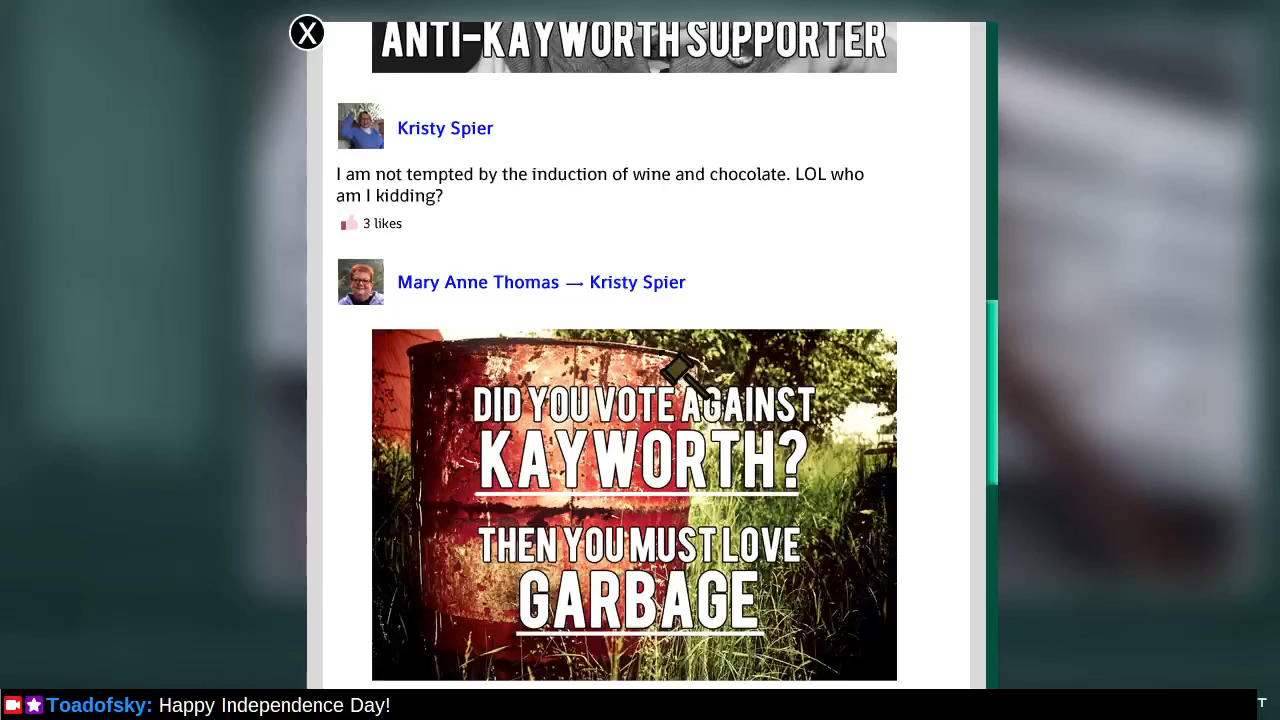 ANTI-KAYWORTH SUPPORTER
X
Kristy Spier
I am not tempted by the induction of wine and chocolate. LOL who
am I kidding?
3 likes
Mary Anne Thomas — Kristy Spier
DID YOU VOTE AGAINST
KAYWORTH?
THEN YOU MUST LOVE
GARBAGE
Toadofsky: Happy Independence Day!
T